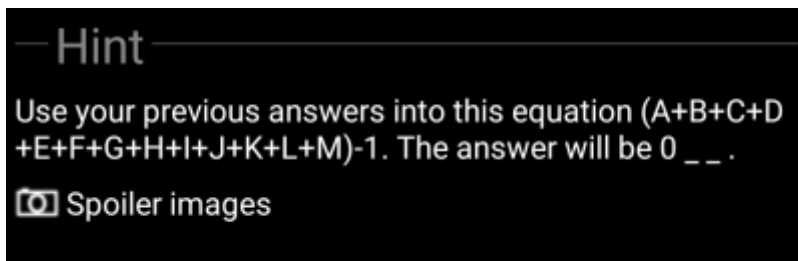 Hint
Use your previous answers into this equation (A+B+C+D
+E+F+G+H+I+J+K+L+M)-1. The answer will be 0 _ _ .
Spoiler images